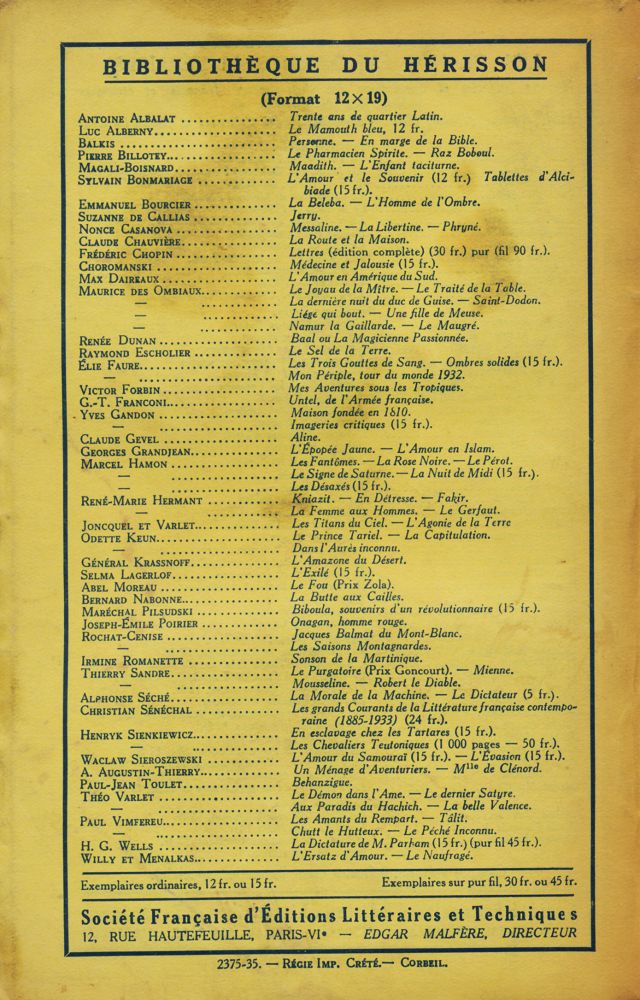 BIBLIOTHÈQUE DU HÉRISSON
(Format 12×19)
ANTOINE ALBALAT ............... Trente ans de quartier Latin.
LUC ALBERNY............... Le Mamouth bleu, 12 fr.
BALKIS ............... Personne. — En marge de la Bible.
PIERRE BILLOTEY............... Le Pharmacien Spirite. — Raz Boboul.
MAGALI-BOISNARD............... Maadith. — L'Enfant taciturne.
SYLVAIN BONMARIAGE ............... L'Amour et le Souvenir (12 fr.) Tablettes d'Alci-
biade (15 fr.).
EMMANUEL BOURCIER ............... La Beleba. — L'Homme de l'Ombre.
SUZANNE DE CALLIAS ............... Jerry.
NONCE CASANOVA ............... Messaline. — La Libertine. — Phryné.
CLAUDE CHAUVIÈRE............... La Route et la Maison.
FRÉDÉRIC CHOPIN ............... Lettres (édition complète) (30 fr.) pur (fil 90 fr.).
CHOROMANSKI ............... Médecine et Jalousie (15 fr.).
MAX DAIREAUX ............... L'Amour en Amérique du Sud.
MAURICE DES OMBIAUX............... Le Joyau de la Mître. — Le Traité de la Table.
— ............... La dernière nuit du duc de Guise. — Saint-Dodon.
— ............... Liége qui bout. — Une fille de Meuse.
— ............... Namur la Gaillarde. — Le Maugré.
RENÉE DUNAN ............... Baal ou La Magicienne Passionnée.
RAYMOND ESCHOLIER ............... Le Sel de la Terre.
ÉLIE FAURE............... Les Trois Gouttes de Sang. — Ombres solides (15 fr.).
— ............... Mon Périple, tour du monde 1932.
VICTOR FORBIN ............... Mes Aventures sous les Tropiques.
G.-T. FRANCONI............... Untel, de l'Armée française.
YVES GANDON ............... Maison fondée en 1810.
— ............... Imageries critiques (15 fr.).
CLAUDE GEVEL ............... Aline.
GEORGES GRANDJEAN............... L'Épopée Jaune. — L'Amour en Islam.
MARCEL HAMON ............... Les Fantômes. — La Rose Noire. — Le Pérot.
— ............... Le Signe de Saturne. — La Nuit de Midi (15 fr.).
— ............... Les Désaxés (15 fr.).
RENÉ-MARIE HERMANT ............... Kniazit. — En Détresse. — Fakir.
— ............... La Femme aux Hommes. — Le Gerfaut.
JONCQUEL ET VARLET............... Les Titans du Ciel. — L'Agonie de la Terre
ODETTE KEUN............... Le Prince Tariel. — La Capitulation.
— ............... Dans l'Aurès inconnu.
GÉNÉRAL KRASSNOFF............... L'Amazone du Désert.
SELMA LAGERLOF............... L'Exilé (15 fr.).
ABEL MOREAU ............... Le Fou (Prix Zola).
BERNARD NABONNE............... La Butte aux Cailles.
MARÉCHAL PILSUDSKI ............... Biboula, souvenirs d'un révolutionnaire (15 fr.).
JOSEPH-ÉMILE POIRIER ............... Onagan, homme rouge.
ROCHAT-CENISE ............... Jacques Balmat du Mont-Blanc.
— ............... Les Saisons Montagnardes.
IRMINE ROMANETTE ............... Sonson de la Martinique.
THIERRY SANDRE............... Le Purgatoire (Prix Goncourt). — Mienne.
— ............... Mousseline. — Robert le Diable.
ALPHONSE SÉCHÉ............... La Morale de la Machine. — Le Dictateur (5 fr.).
CHRISTIAN SÉNÉCHAL ............... Les grands Courants de la Littérature française contempo-
raine (1885-1933) (24 fr.).
HENRYK SIENKIEWICZ............... En esclavage chez les Tartares (15 fr.).
— ............... Les Chevaliers Teutoniques (1 000 pages — 50 fr.).
WACLAW SIEROSZEWSKI ............... L'Amour du Samouraï (15 fr.). — L'Évasion (15 fr.).
A. AUGUSTIN-THIERRY............... Un Ménage d'Aventuriers. — Mlle de Clénord.
PAUL-JEAN TOULET............... Behanzigue.
THÉO VARLET ............... Le Démon dans l'Ame. — Le dernier Satyre.
— ............... Aux Paradis du Hachich. — La belle Valence.
PAUL VIMFEREU............... Les Amants du Rempart. — Tâlit.
— ............... Chutt le Hutteux. — Le Péché Inconnu.
H. G. WELLS ............... La Dictature de M. Parham (15 fr.) (pur fil 45 fr.).
WILLY ET MENALKAS............... L'Ersatz d'Amour. — Le Naufragé.
Exemplaires ordinaires, 12 fr. ou 15 fr. Exemplaires sur pur fil, 30 fr. ou 45 fr.
Société Française d'Éditions Littéraires et Techniques
12, RUE HAUTEFEUILLE, PARIS-VIe — EDGAR MALFÈRE, DIRECTEUR
2375-35. — RÉGIE IMP. CRÉTÉ.— CORBEIL.